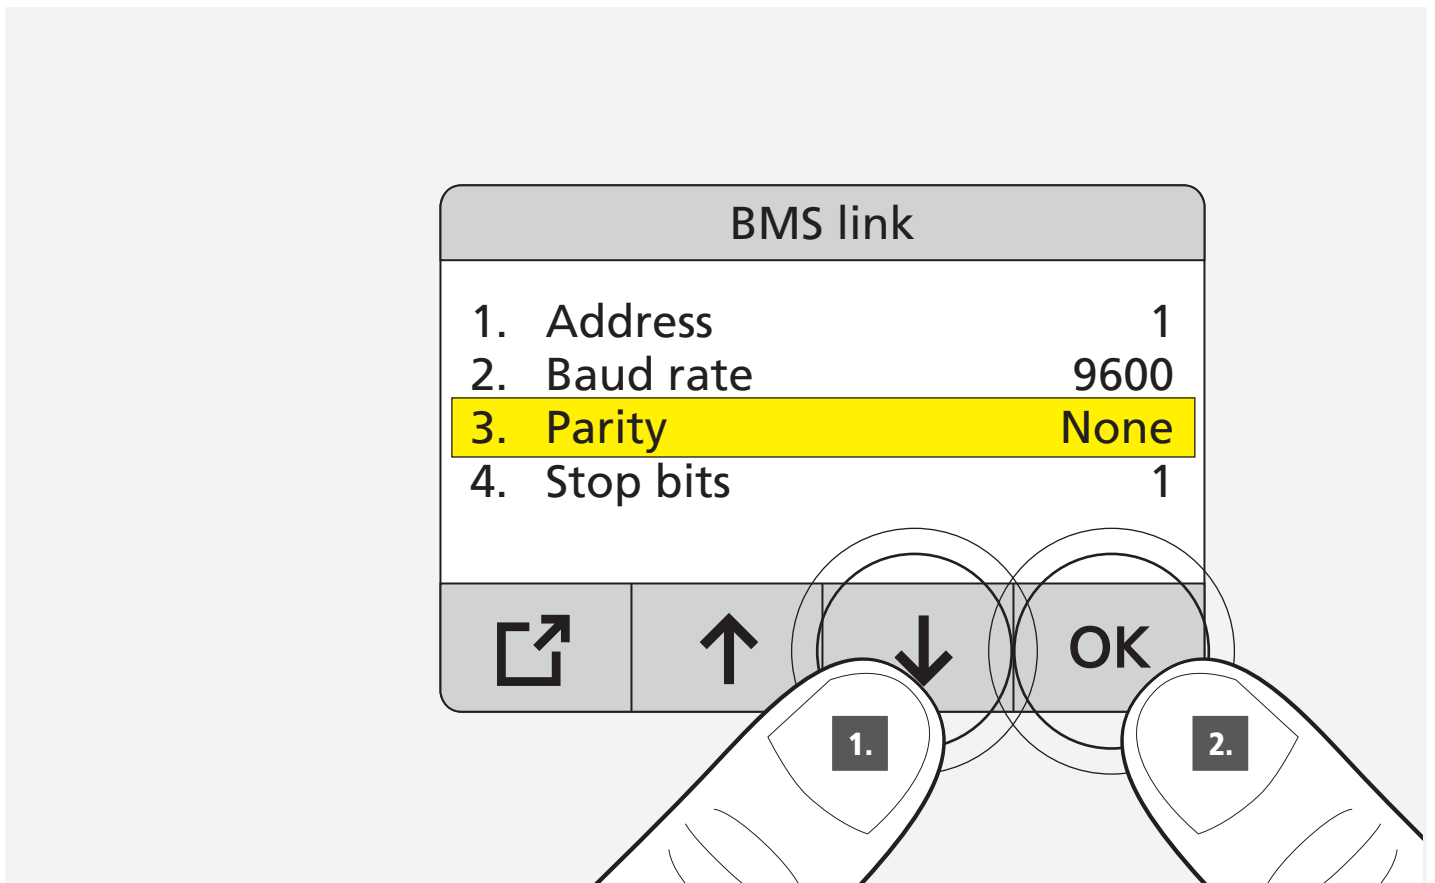 BMS link
1. Address 1
2. Baud rate 9600
3. Parity None
4. Stop bits 1
OK
1. 2.